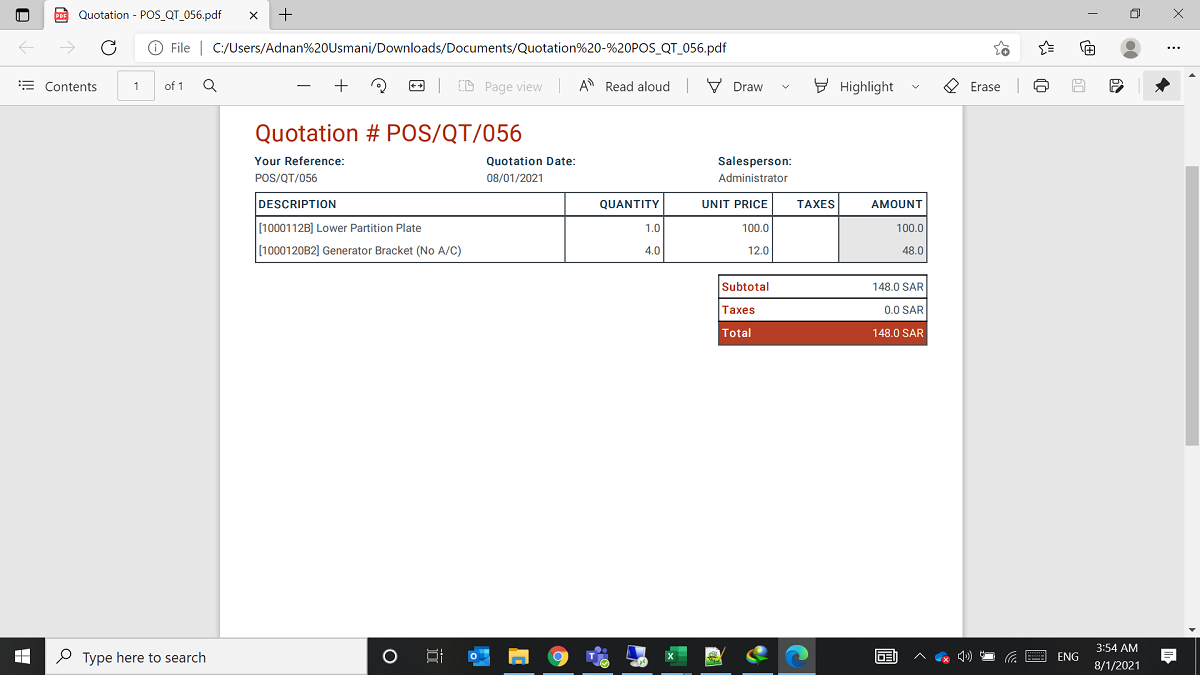 Quotation - POS_QT_056.pdf
File | C:/Users/Adnan%20Usmani/Downloads/Documents/Quotation%20-%20POS_QT_056.pdf
Contents 1 of 1 Page view Read aloud Draw Highlight Erase
Quotation # POS/QT/056
Your Reference: Quotation Date: Salesperson:
POS/QT/056 08/01/2021 Administrator
DESCRIPTION QUANTITY UNIT PRICE TAXES AMOUNT
[1000112B] Lower Partition Plate 1.0 100.0 100.0
[1000120B2] Generator Bracket (No A/C) 4.0 12.0 48.0
Subtotal 148.0 SAR
Taxes 0.0 SAR
Total 148.0 SAR
Type here to search ENG 3:54 AM
8/1/2021